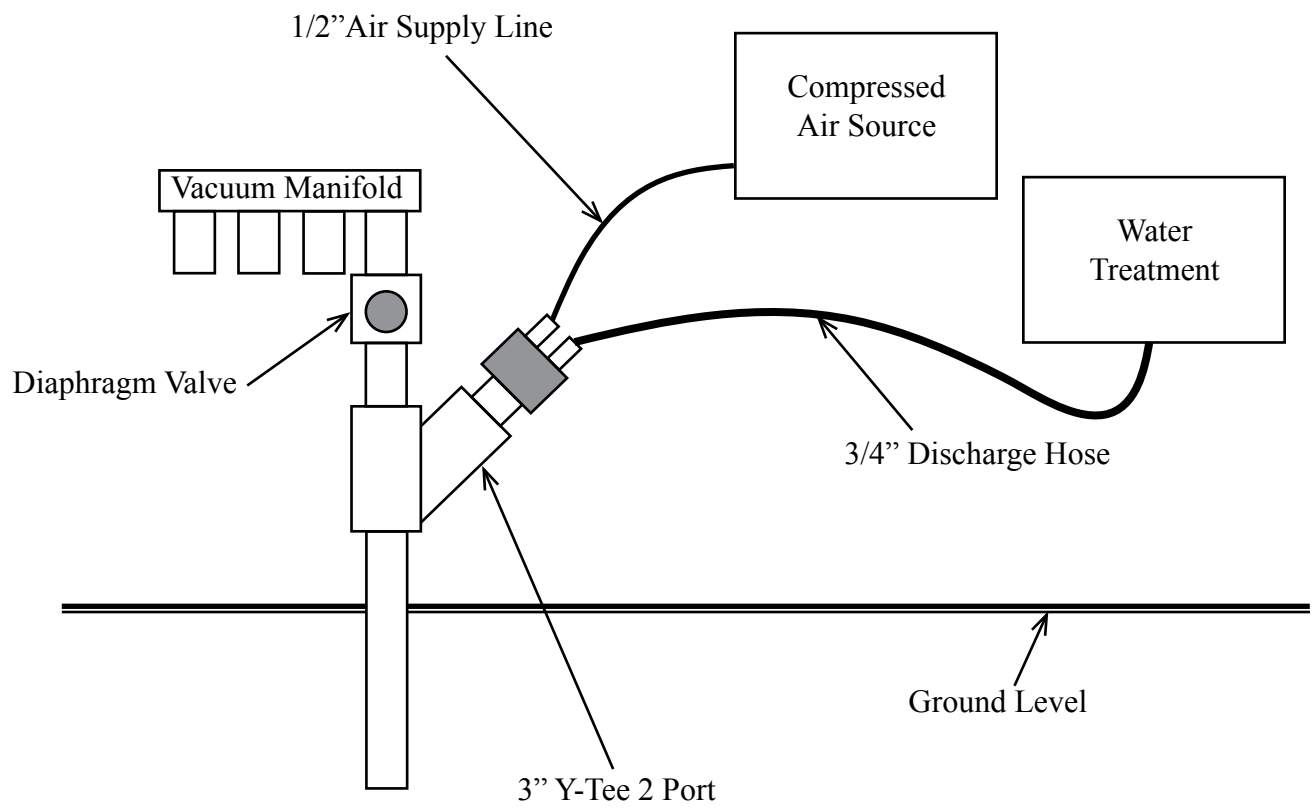 1/2”Air Supply Line
Compressed
Air Source
Vacuum Manifold
Water
Treatment
Diaphragm Valve
3/4” Discharge Hose
Ground Level
3” Y-Tee 2 Port